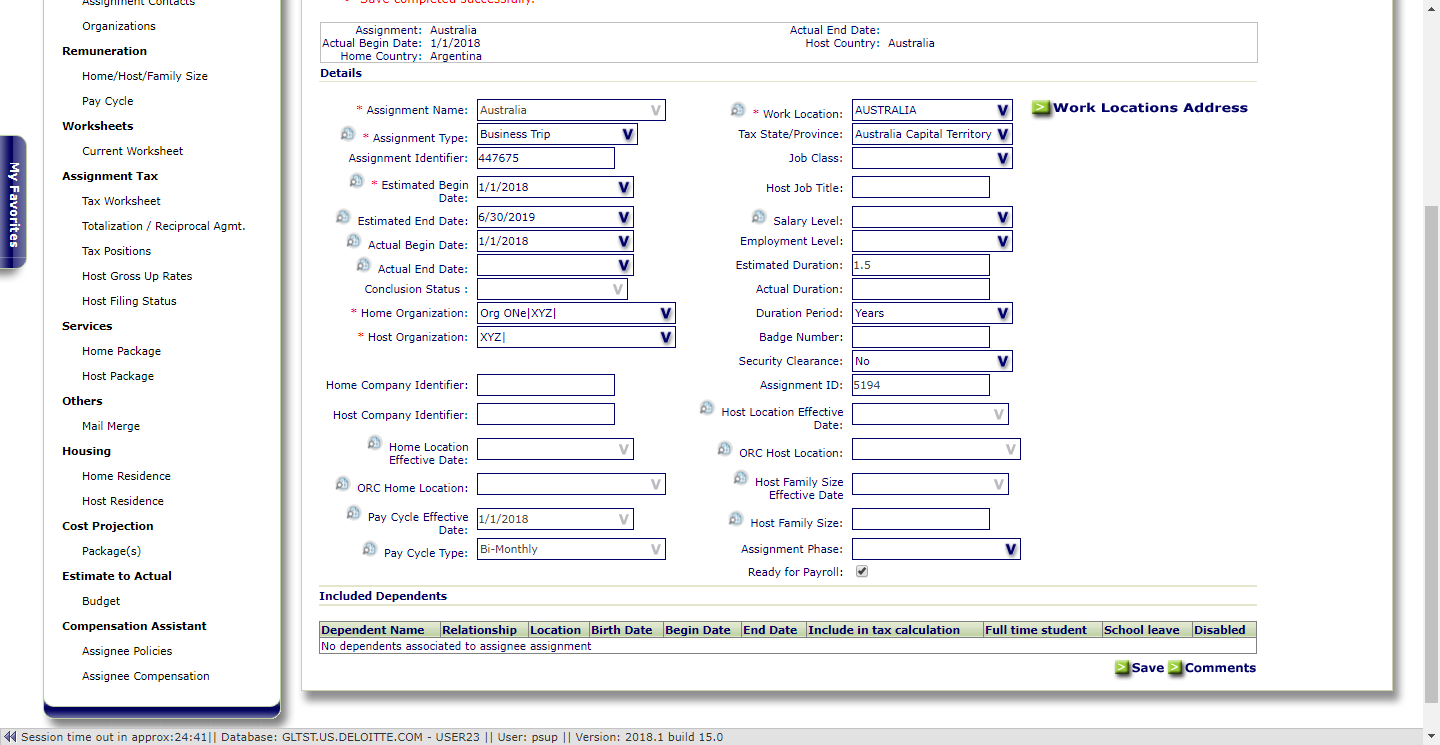 Assignment Contacts
Organizations
Remuneration
Home/Host/Family Size
Pay Cycle
Worksheets
Current Worksheet
Assignment Tax
Tax Worksheet
Totalization / Reciprocal Agmt.
Tax Positions
Host Gross Up Rates
Host Filing Status
Services
Home Package
Host Package
Others
Mail Merge
Housing
Home Residence
Host Residence
Cost Projection
Package(s)
Estimate to Actual
Budget
Compensation Assistant
Assignee Policies
Assignee Compensation
My Favorites
Save completed successfully.
Assignment: Australia
Actual Begin Date: 1/1/2018
Home Country: Argentina
Actual End Date:
Host Country: Australia
Details
* Assignment Name: Australia
* Assignment Type: Business Trip
Assignment Identifier: 447675
* Estimated Begin Date: 1/1/2018
Estimated End Date: 6/30/2019
Actual Begin Date: 1/1/2018
Actual End Date:
Conclusion Status :
* Home Organization: Org ONe|XYZ|
* Host Organization: XYZ|
Home Company Identifier:
Host Company Identifier:
Home Location Effective Date:
ORC Home Location:
Pay Cycle Effective Date: 1/1/2018
Pay Cycle Type: Bi-Monthly
* Work Location: AUSTRALIA
Tax State/Province: Australia Capital Territory
Job Class:
Host Job Title:
Salary Level:
Employment Level:
Estimated Duration: 1.5
Actual Duration:
Duration Period: Years
Badge Number:
Security Clearance: No
Assignment ID: 5194
Host Location Effective Date:
ORC Host Location:
Host Family Size Effective Date
Host Family Size:
Assignment Phase:
Ready for Payroll:
Work Locations Address
Included Dependents
Dependent Name Relationship Location Birth Date Begin Date End Date Include in tax calculation Full time student School leave Disabled
No dependents associated to assignee assignment
Save Comments
Session time out in approx:24:41|| Database: GLTST.US.DELOITTE.COM - USER23 || User: psup || Version: 2018.1 build 15.0